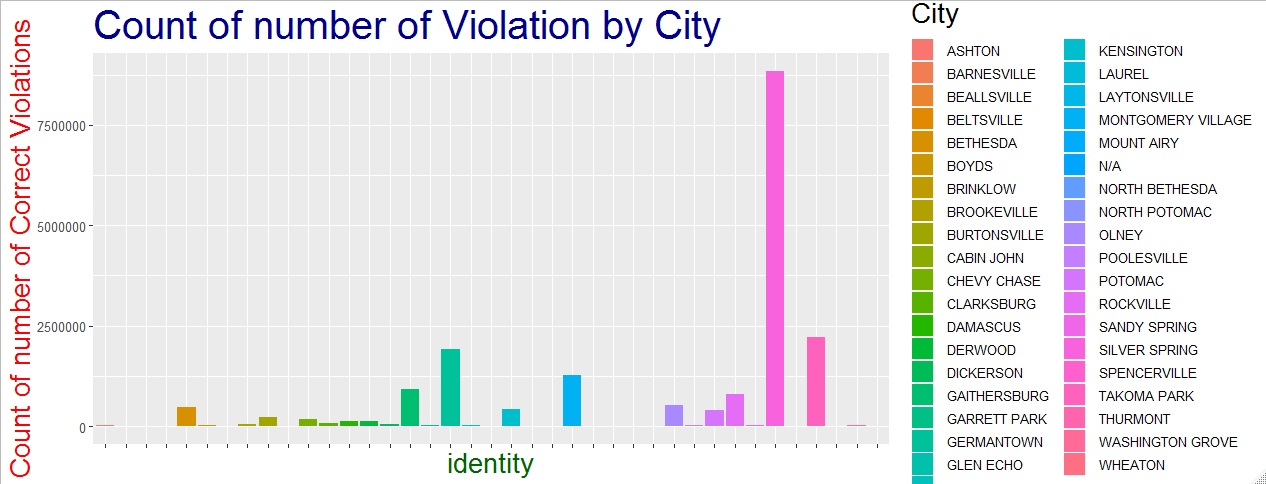 Count of number of Violation by City
Count of number of Correct Violations
7500000
5000000
2500000
0
identity
City
ASHTON
BARNESVILLE
BEALLSVILLE
BELTSVILLE
BETHESDA
BOYDS
BRINKLOW
BROOKEVILLE
BURTONSVILLE
CABIN JOHN
CHEVY CHASE
CLARKSBURG
DAMASCUS
DERWOOD
DICKERSON
GAITHERSBURG
GARRETT PARK
GERMANTOWN
GLEN ECHO
KENSINGTON
LAUREL
LAYTONSVILLE
MONTGOMERY VILLAGE
MOUNT AIRY
N/A
NORTH BETHESDA
NORTH POTOMAC
OLNEY
POOLESVILLE
POTOMAC
ROCKVILLE
SANDY SPRING
SILVER SPRING
SPENCERVILLE
TAKOMA PARK
THURMONT
WASHINGTON GROVE
WHEATON